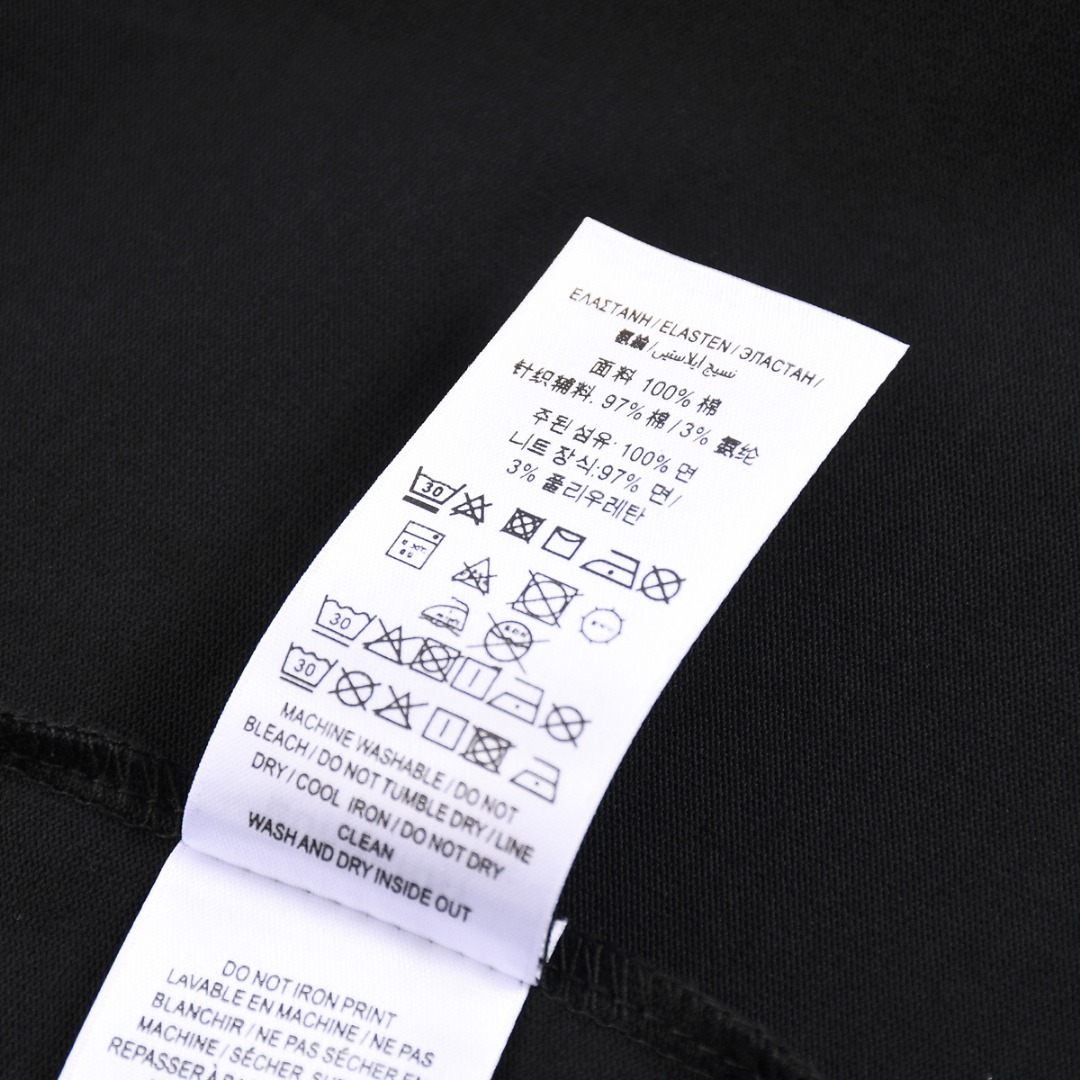 ΕΛΑΣΤΑΝΗ / ELASTEN / ЭЛАСТАН /
氨綸 / نسيج إيلاستين
面料 100% 棉
针织辅料. 97% 棉 / 3% 氨纶
주된 섬유: 100% 면
니트 장식:97% 면/
3% 폴리우레탄
30
30
30
MACHINE WASHABLE / DO NOT
BLEACH / DO NOT TUMBLE DRY / LINE
DRY / COOL IRON / DO NOT DRY
CLEAN
WASH AND DRY INSIDE OUT
DO NOT IRON PRINT
LAVABLE EN MACHINE / NE PAS
BLANCHIR / NE PAS SÉCHER EN
MACHINE / SÉCHER
REPASSER À